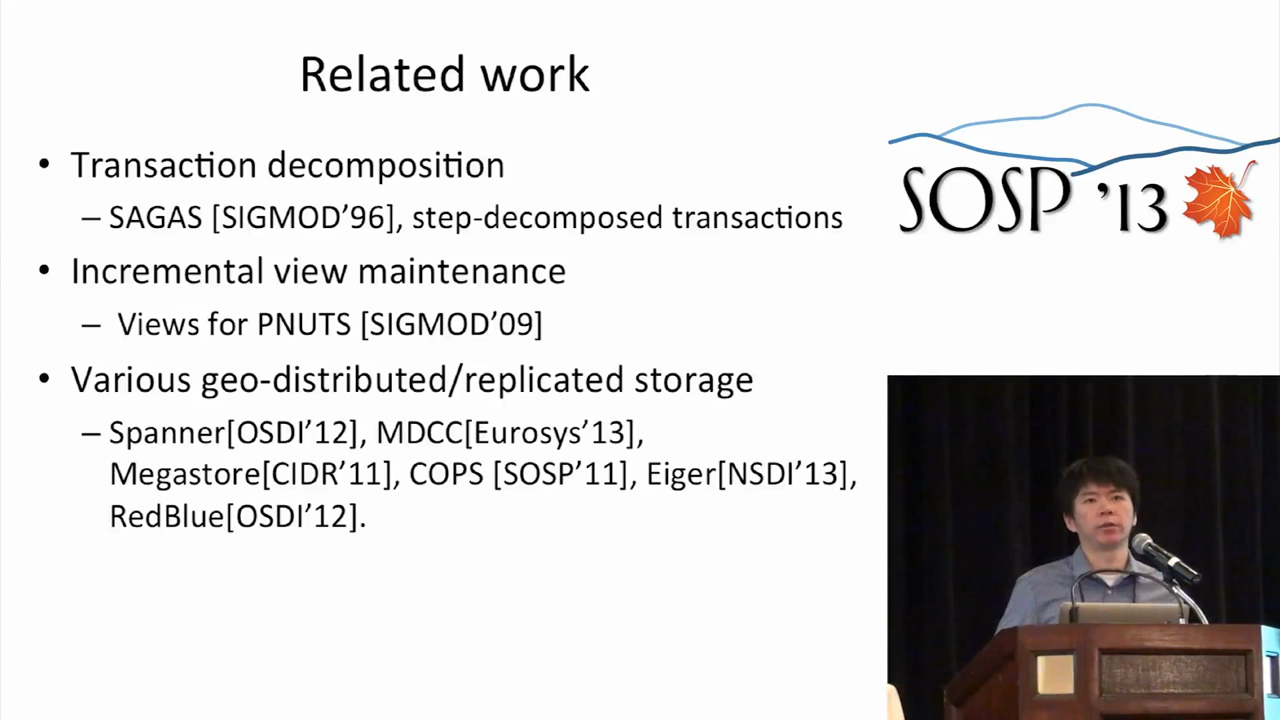 Related work
• Transaction decomposition
– SAGAS [SIGMOD’96], step-decomposed transactions
• Incremental view maintenance
– Views for PNUTS [SIGMOD’09]
• Various geo-distributed/replicated storage
– Spanner[OSDI’12], MDCC[Eurosys’13],
Megastore[CIDR’11], COPS [SOSP’11], Eiger[NSDI’13],
RedBlue[OSDI’12].
SOSP ’13